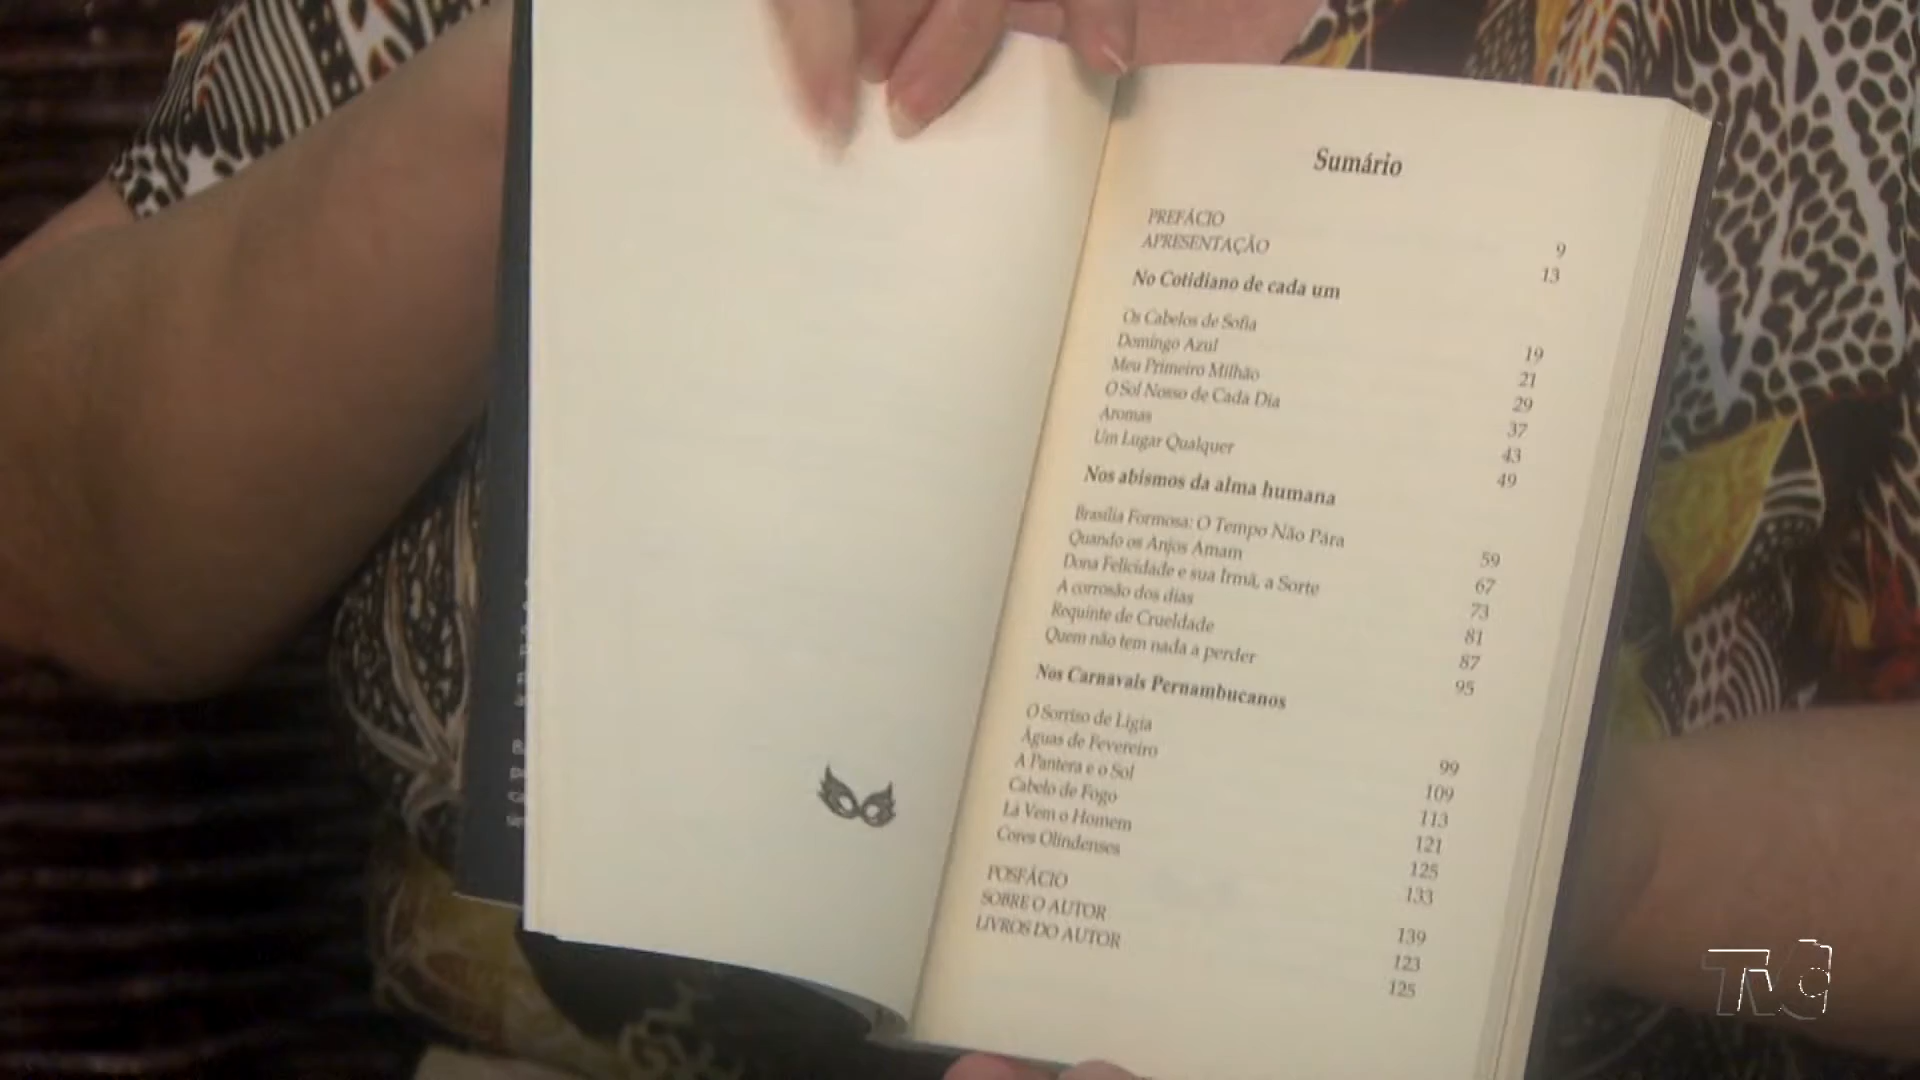 Sumário
PREFÁCIO 9
APRESENTAÇÃO 13
No Cotidiano de cada um
Os Cabelos de Sofia 19
Domingo Azul 21
Meu Primeiro Milhão 29
O Sol Nosso de Cada Dia 37
Aromas 43
Um Lugar Qualquer 49
Nos abismos da alma humana
Brasília Formosa: O Tempo Não Pára 59
Quando os Anjos Amam 67
Dona Felicidade e sua Irmã, a Sorte 73
A corrosão dos dias 81
Requinte de Crueldade 87
Quem não tem nada a perder 95
Nos Carnavais Pernambucanos
O Sorriso de Lígia 99
Águas de Fevereiro 109
A Pantera e o Sol 113
Cabelo de Fogo 121
Lá Vem o Homem 125
Cores Olindenses 133
POSFÁCIO 139
SOBRE O AUTOR 123
LIVROS DO AUTOR 125